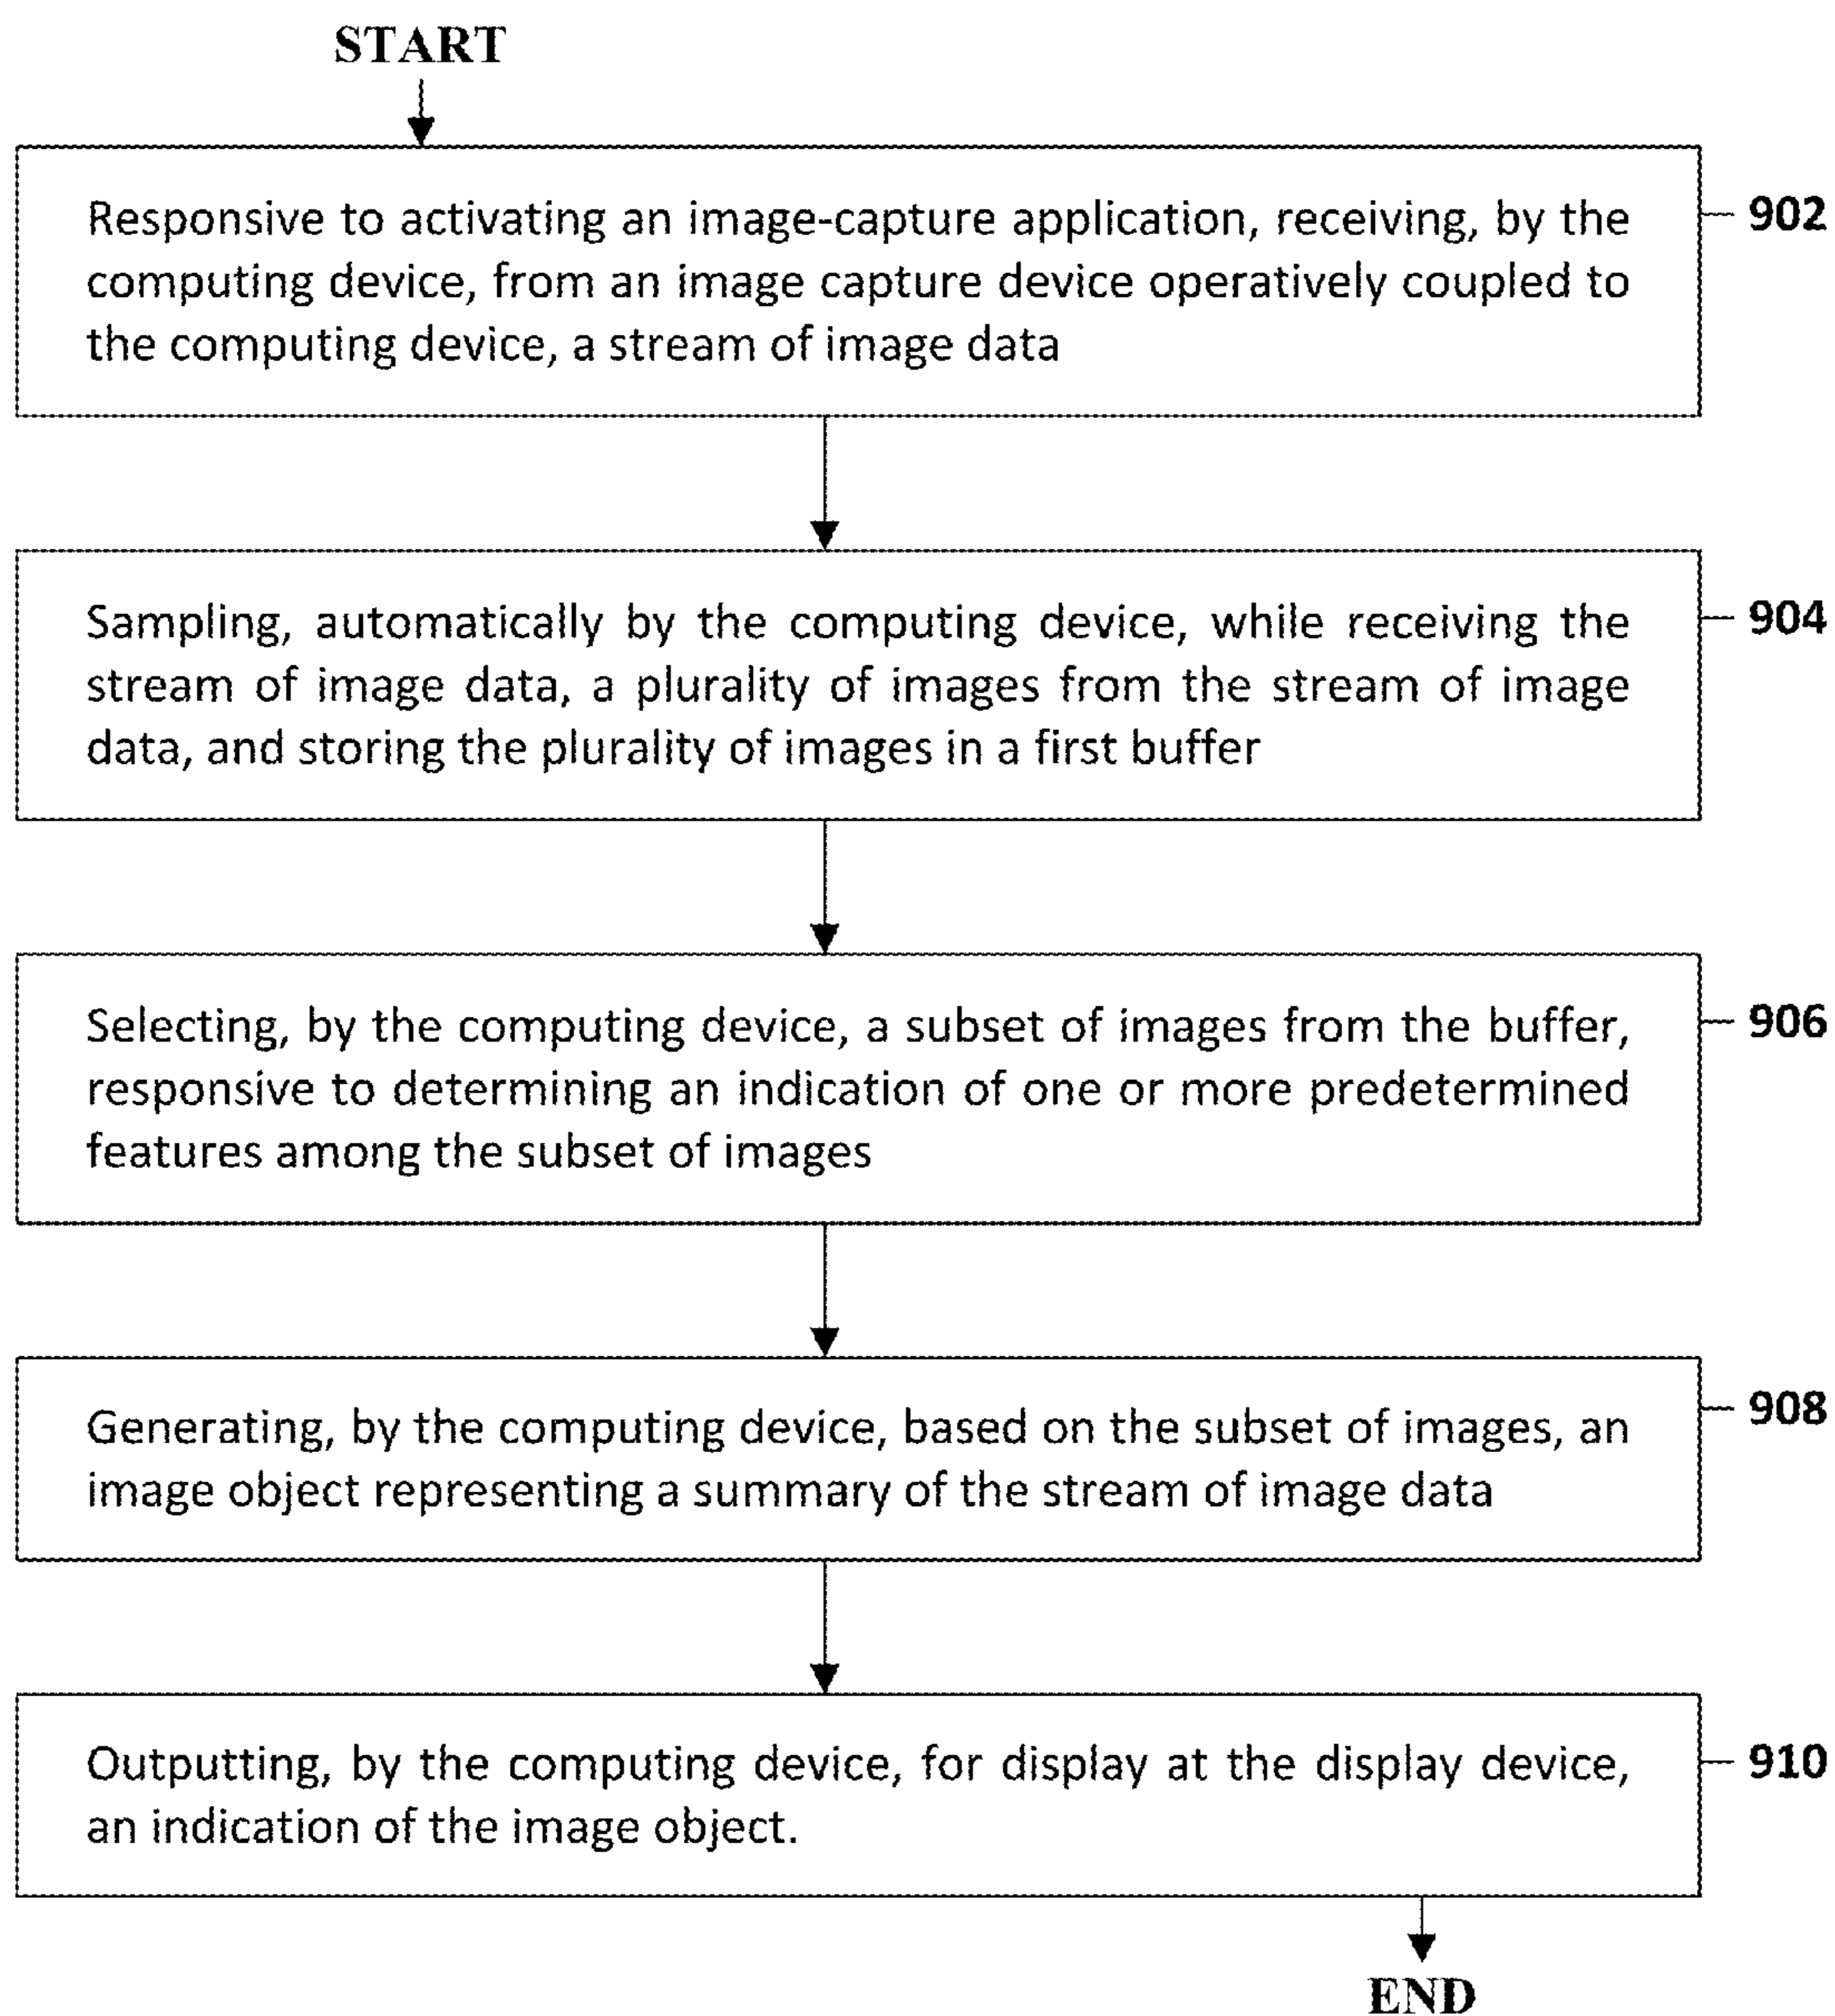 START
Responsive to activating an image-capture application, receiving, by the
computing device, from an image capture device operatively coupled to
the computing device, a stream of image data
902
Sampling, automatically by the computing device, while receiving the
stream of image data, a plurality of images from the stream of image
data, and storing the plurality of images in a first buffer
904
Selecting, by the computing device, a subset of images from the buffer,
responsive to determining an indication of one or more predetermined
features among the subset of images
906
Generating, by the computing device, based on the subset of images, an
image object representing a summary of the stream of image data
908
Outputting, by the computing device, for display at the display device,
an indication of the image object.
910
END